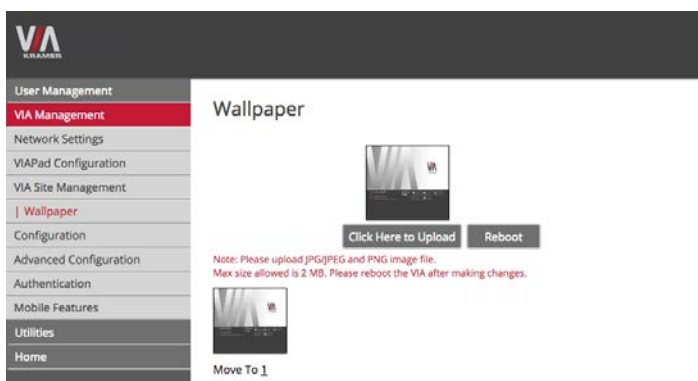 VIA
KRAMER
User Management
VIA Management
Network Settings
VIAPad Configuration
VIA Site Management
| Wallpaper
Configuration
Advanced Configuration
Authentication
Mobile Features
Utilities
Home
Wallpaper
VIA
Click Here to Upload
Reboot
Note: Please upload JPG/JPEG and PNG image file.
Max size allowed is 2 MB. Please reboot the VIA after making changes.
VIA
Move To 1